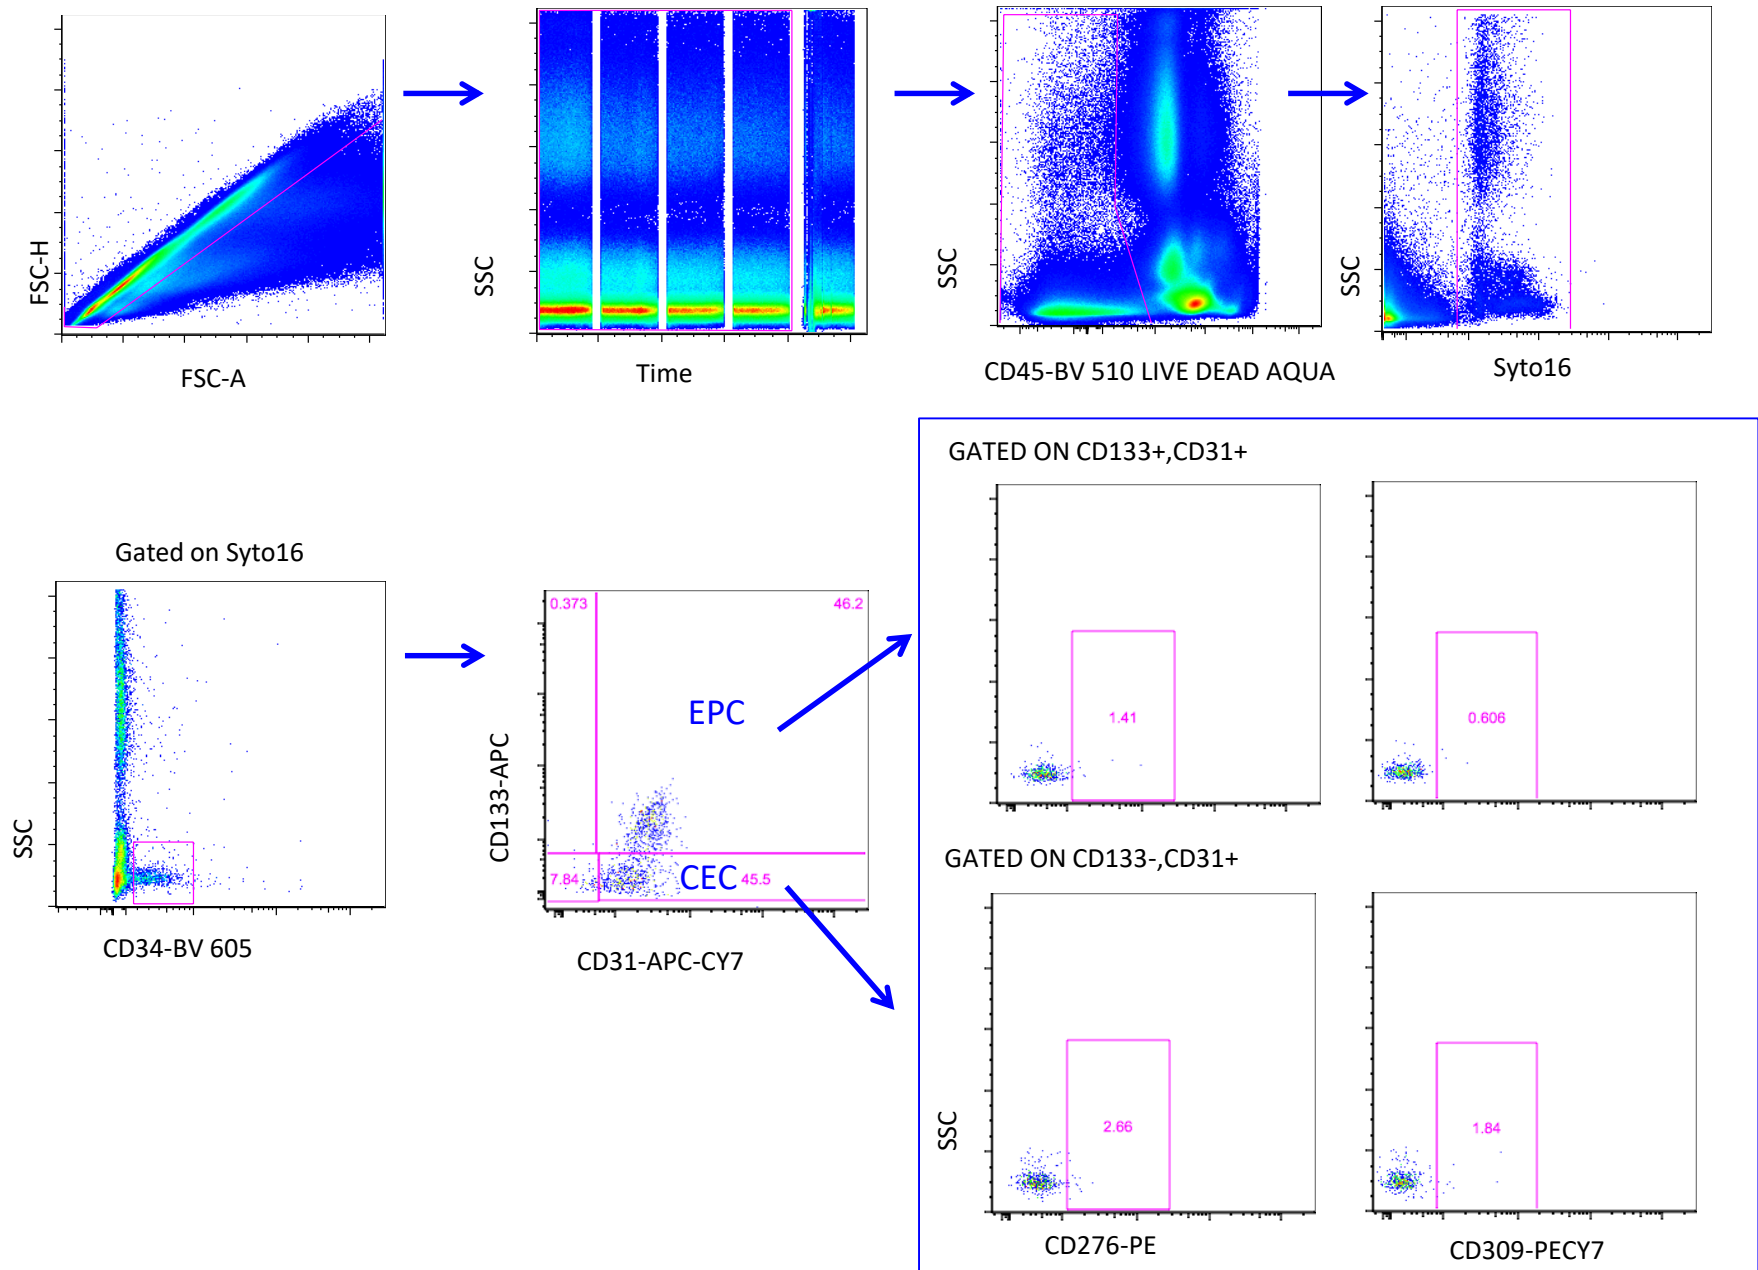 FSC-H
FSC-A
SSC
Time
SSC
CD45-BV 510 LIVE DEAD AQUA
SSC
Syto16
Gated on Syto16
SSC
CD34-BV 605
0.373
46.2
EPC
CEC
7.84
45.5
CD133-APC
CD31-APC-CY7
GATED ON CD133+,CD31+
1.41
0.606
GATED ON CD133-,CD31+
2.66
1.84
SSC
CD276-PE
CD309-PECY7